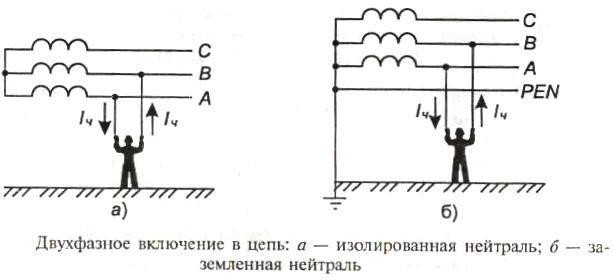 C
B
A
Iч
Iч
а)
C
B
A
PEN
Iч
Iч
б)
Двухфазное включение в цепь: а — изолированная нейтраль; б — за-
земленная нейтраль